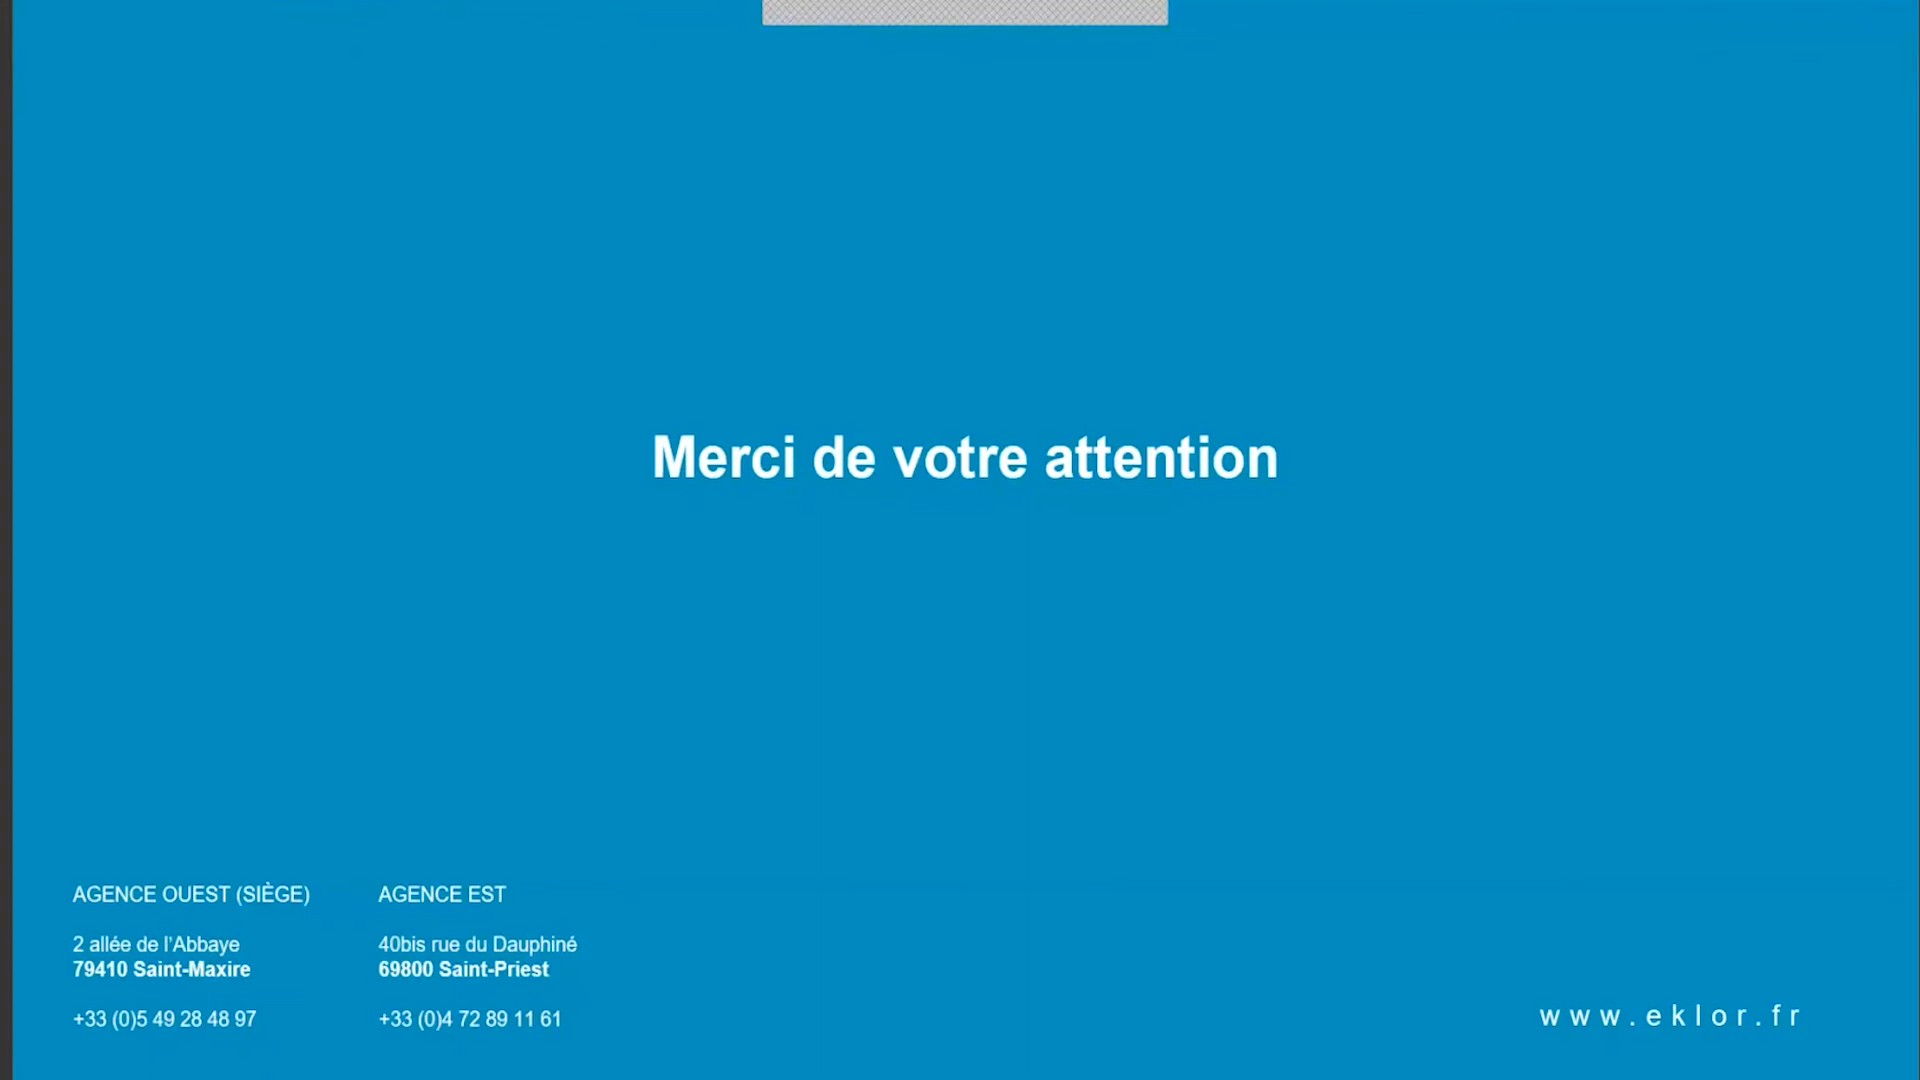 Merci de votre attention
AGENCE OUEST (SIÈGE)
2 allée de l'Abbaye
79410 Saint-Maxire
+33 (0)5 49 28 48 97
AGENCE EST
40bis rue du Dauphiné
69800 Saint-Priest
+33 (0)4 72 89 11 61
www.eklor.fr